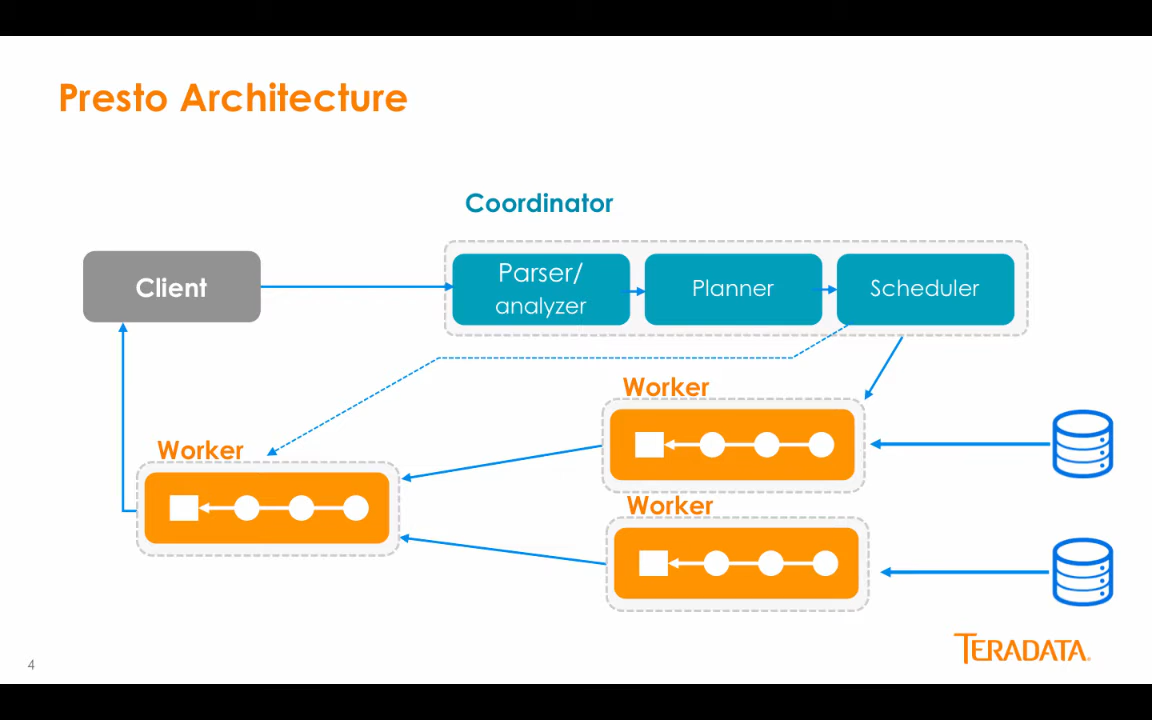 Presto Architecture
Coordinator
Client
Parser/
analyzer
Planner
Scheduler
Worker
Worker
Worker
4
TERADATA.